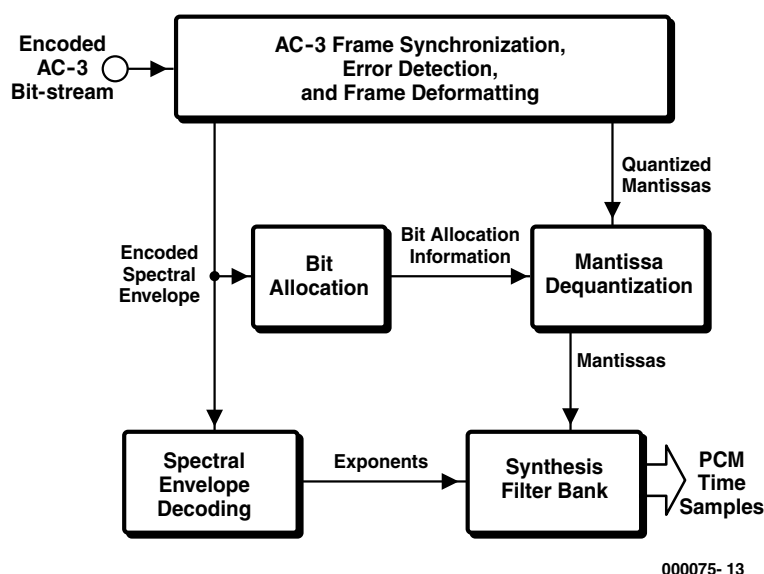 Encoded
AC-3
Bit-stream
AC-3 Frame Synchronization,
Error Detection,
and Frame Deformatting
Quantized
Mantissas
Encoded
Spectral
Envelope
Bit
Allocation
Bit Allocation
Information
Mantissa
Dequantization
Mantissas
Spectral
Envelope
Decoding
Exponents
Synthesis
Filter Bank
PCM
Time
Samples
000075- 13